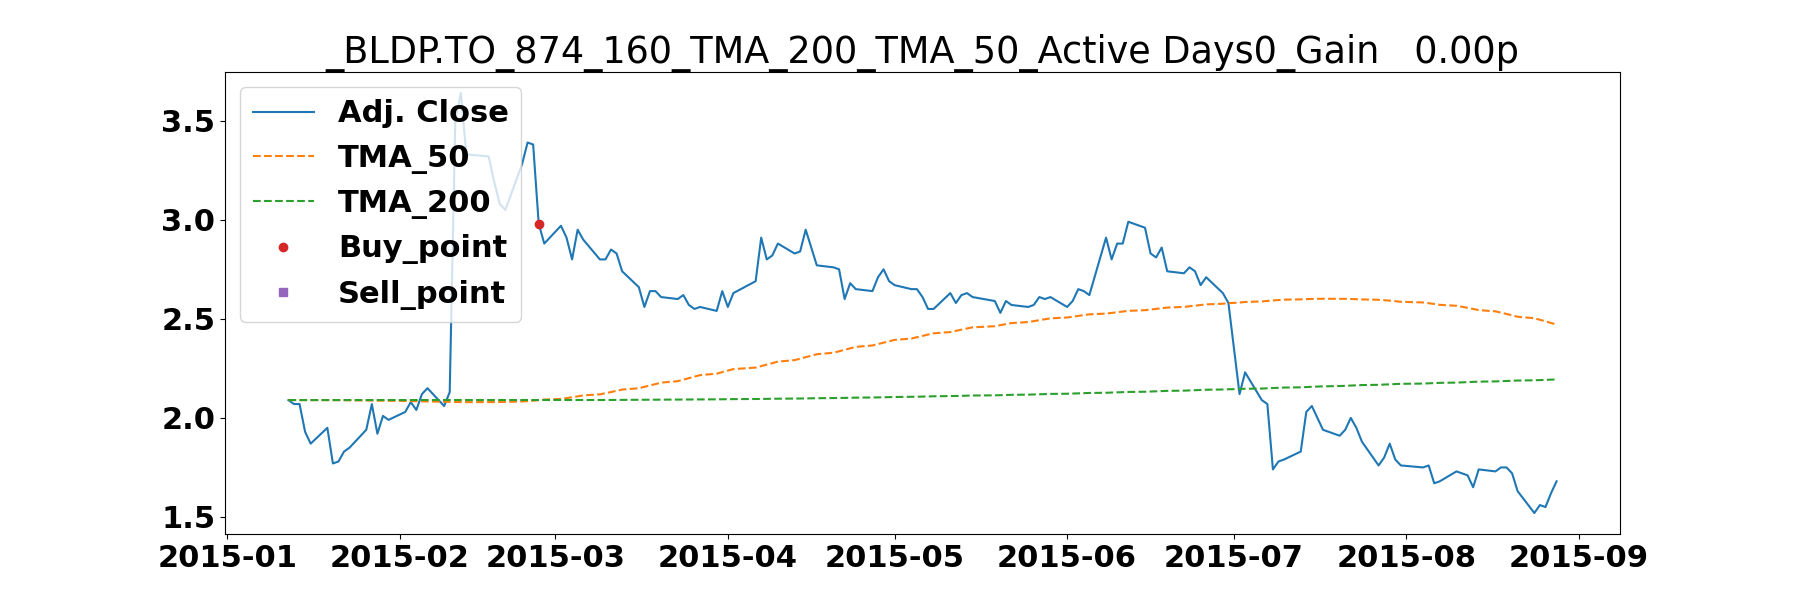 _BLDP.TO_874_160_TMA_200_TMA_50_Active Days0_Gain   0.00p
Adj. Close
TMA_50
TMA_200
Buy_point
Sell_point
3.5
3.0
2.5
2.0
1.5
2015-01 2015-02 2015-03 2015-04 2015-05 2015-06 2015-07 2015-08 2015-09